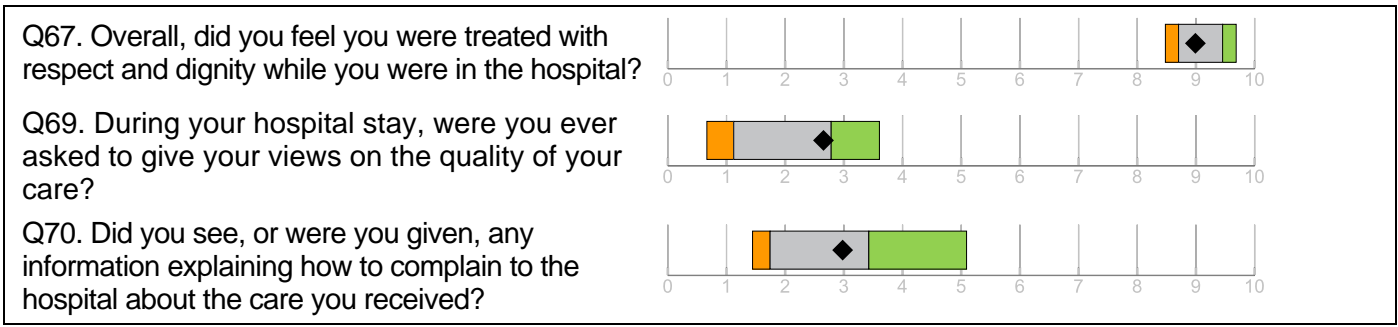 Q67. Overall, did you feel you were treated with
respect and dignity while you were in the hospital?
0 1 2 3 4 5 6 7 8 9 10
Q69. During your hospital stay, were you ever
asked to give your views on the quality of your
care?
0 1 2 3 4 5 6 7 8 9 10
Q70. Did you see, or were you given, any
information explaining how to complain to the
hospital about the care you received?
0 1 2 3 4 5 6 7 8 9 10